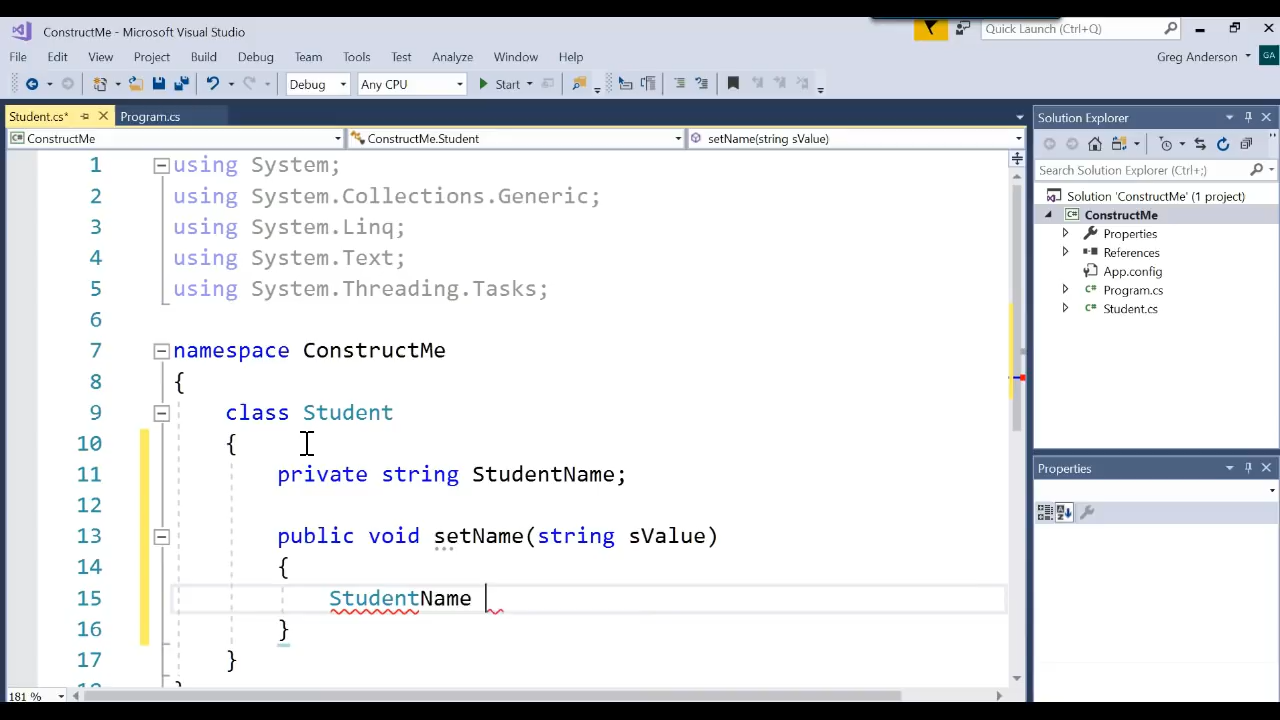 ConstructMe - Microsoft Visual Studio
Quick Launch (Ctrl+Q)
File Edit View Project Build Debug Team Tools Test Analyze Window Help
Greg Anderson GA
Debug Any CPU Start
Student.cs* Program.cs
ConstructMe ConstructMe.Student setName(string sValue)
1 using System;
2 using System.Collections.Generic;
3 using System.Linq;
4 using System.Text;
5 using System.Threading.Tasks;
6
7 namespace ConstructMe
8 {
9 class Student
10 {
11 private string StudentName;
12
13 public void setName(string sValue)
14 {
15 StudentName
16 }
17 }
181 %
Solution Explorer
Search Solution Explorer (Ctrl+;)
Solution 'ConstructMe' (1 project)
ConstructMe
Properties
References
App.config
Program.cs
Student.cs
Properties